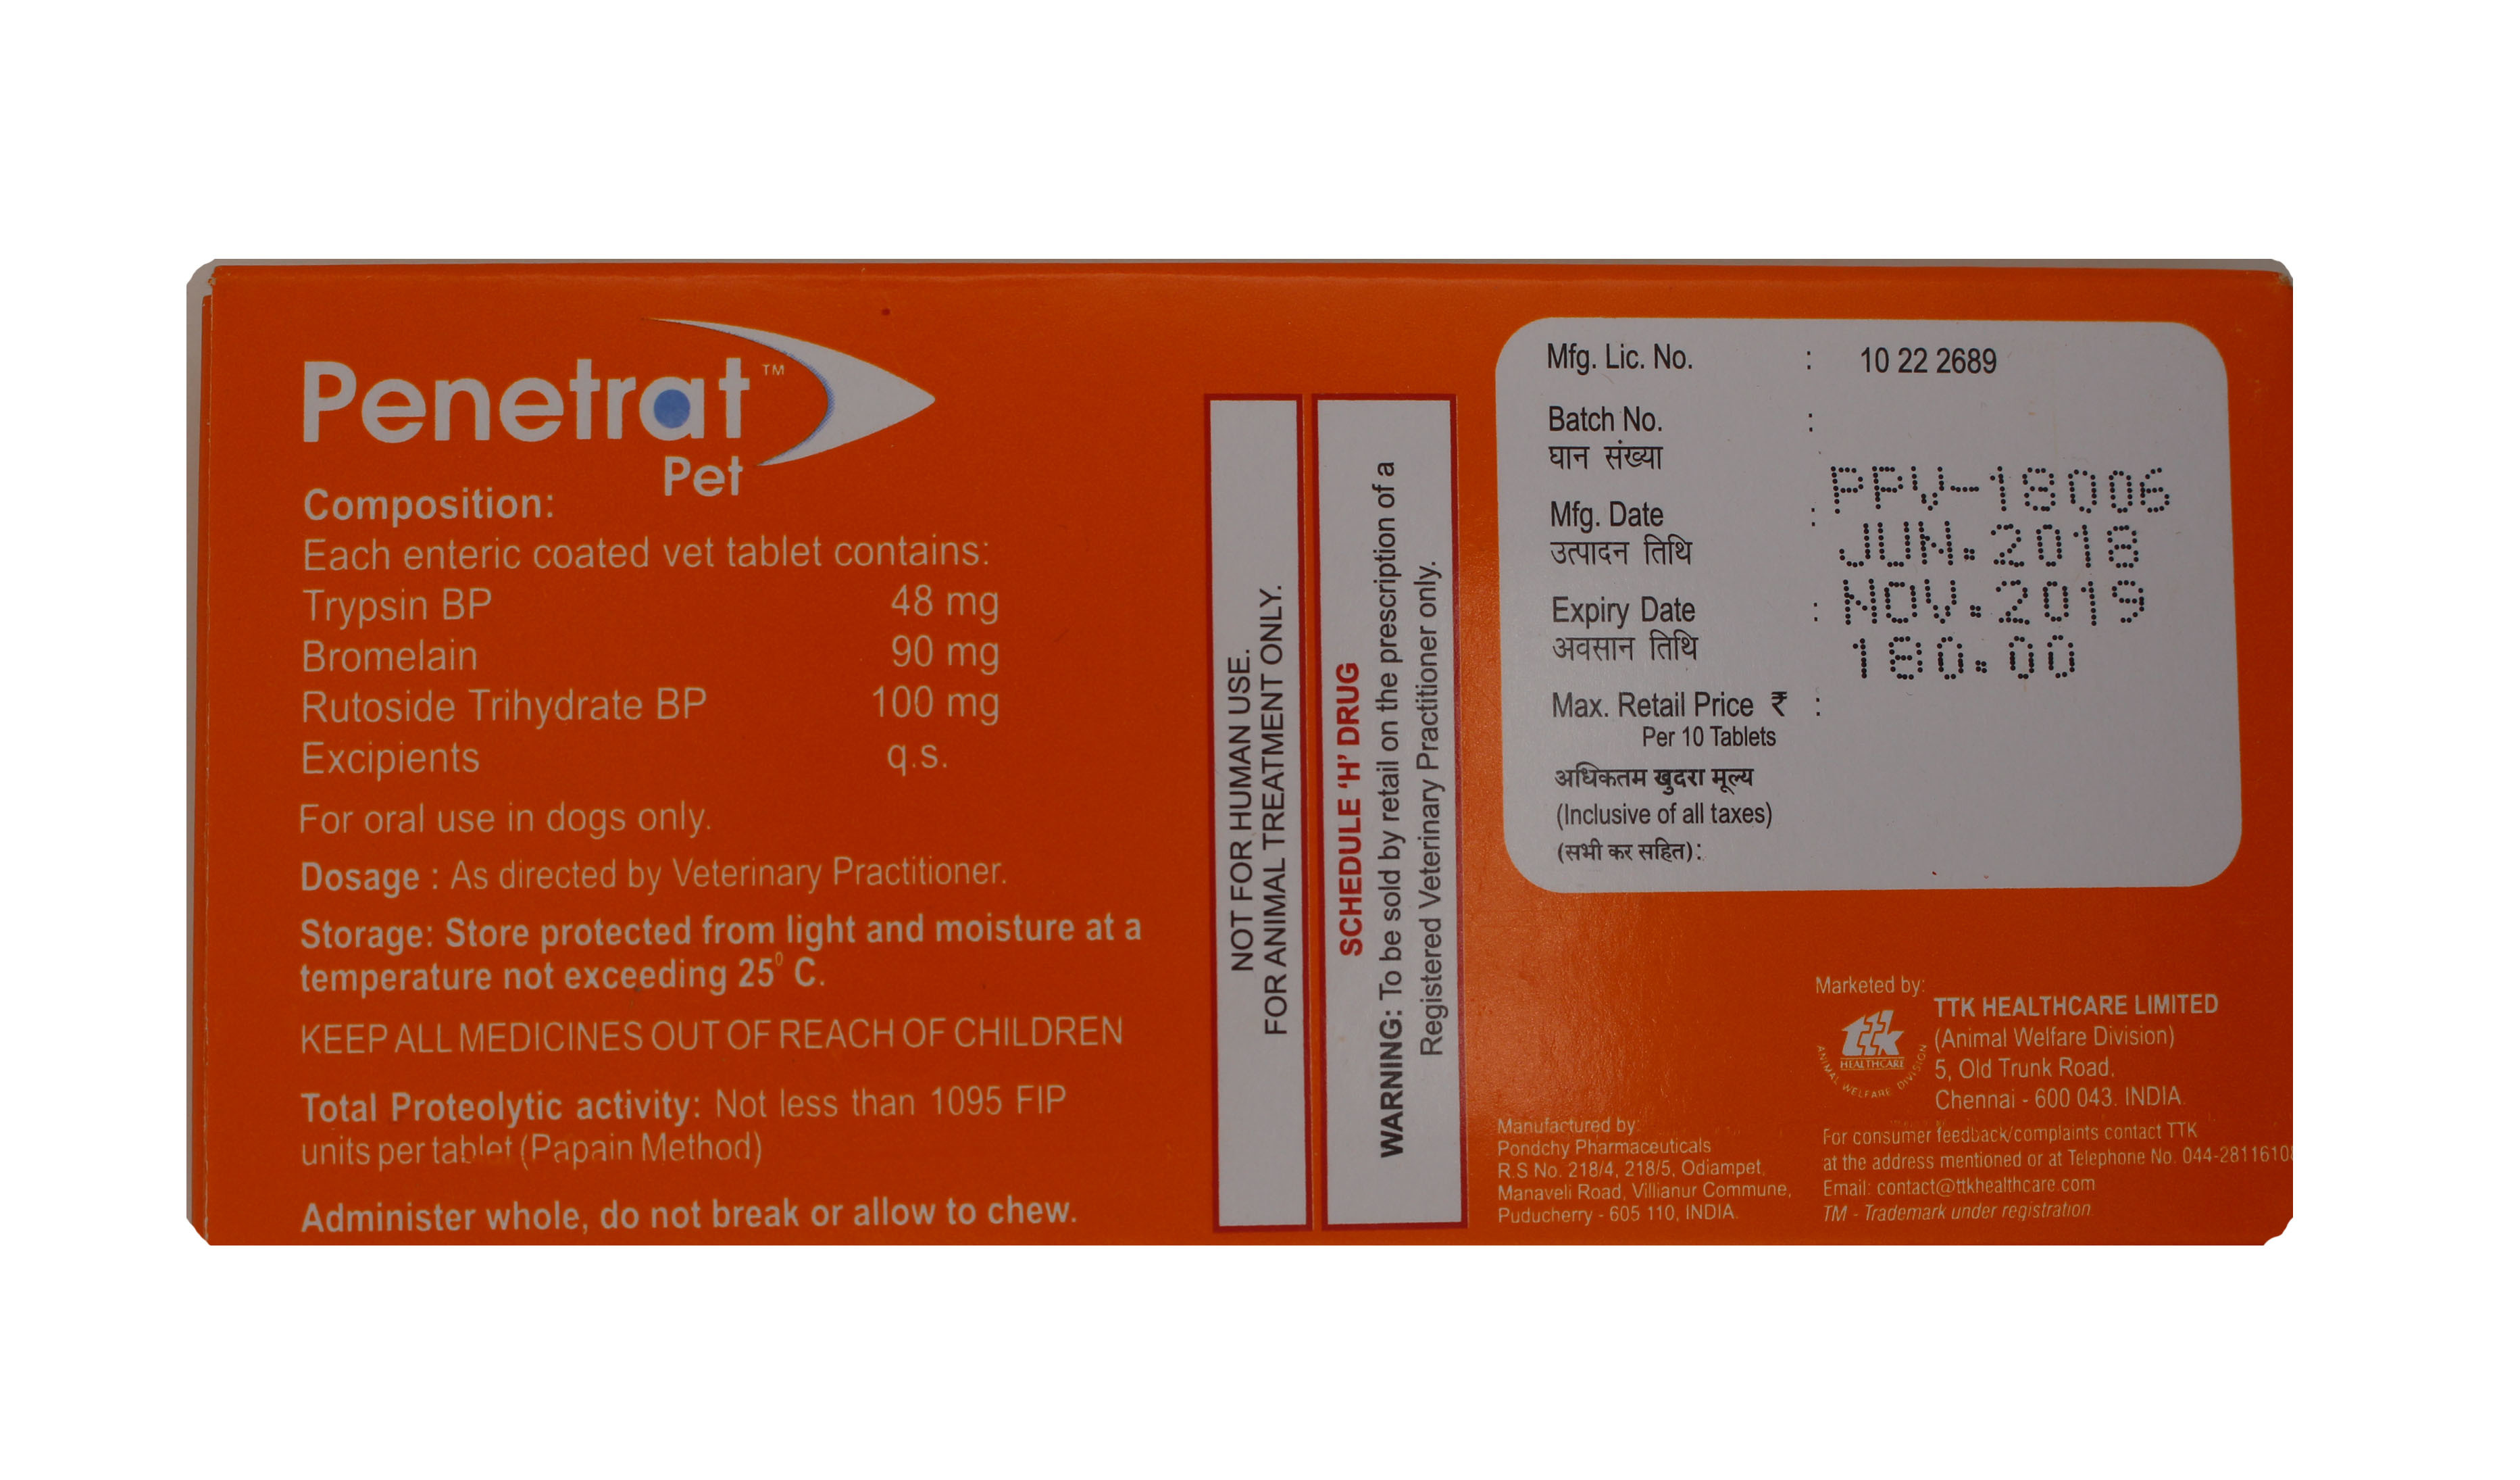 Penetrat™
Pet
Composition:
Each enteric coated vet tablet contains:
Trypsin BP 48 mg
Bromelain 90 mg
Rutoside Trihydrate BP 100 mg
Excipients q.s.
For oral use in dogs only.
Dosage : As directed by Veterinary Practitioner.
Storage: Store protected from light and moisture at a
temperature not exceeding 25° C.
KEEP ALL MEDICINES OUT OF REACH OF CHILDREN
Total Proteolytic activity: Not less than 1095 FIP
units per tablet (Papain Method)
Administer whole, do not break or allow to chew.
NOT FOR HUMAN USE.
FOR ANIMAL TREATMENT ONLY.
SCHEDULE 'H' DRUG
WARNING: To be sold by retail on the prescription of a
Registered Veterinary Practitioner only.
Mfg. Lic. No. : 10 22 2689
Batch No. :
घान संख्या
PPV-18006
Mfg. Date :
उत्पादन तिथि
JUN.2018
Expiry Date :
NOV.2019
अवसान तिथि
180.00
Max. Retail Price ₹ :
Per 10 Tablets
अधिकतम खुदरा मूल्य
(Inclusive of all taxes)
(सभी कर सहित):
Marketed by:
TTK HEALTHCARE LIMITED
(Animal Welfare Division)
5, Old Trunk Road,
Chennai - 600 043. INDIA
ttk
HEALTHCARE
ANIMAL WELFARE DIVISION
For consumer feedback/complaints contact TTK
at the address mentioned or at Telephone No. 044-2811610
Email: contact@ttkhealthcare.com
TM - Trademark under registration
Manufactured by:
Pondchy Pharmaceuticals
R.S No. 218/4, 218/5, Odiampet,
Manaveli Road, Villianur Commune,
Puducherry - 605 110, INDIA.